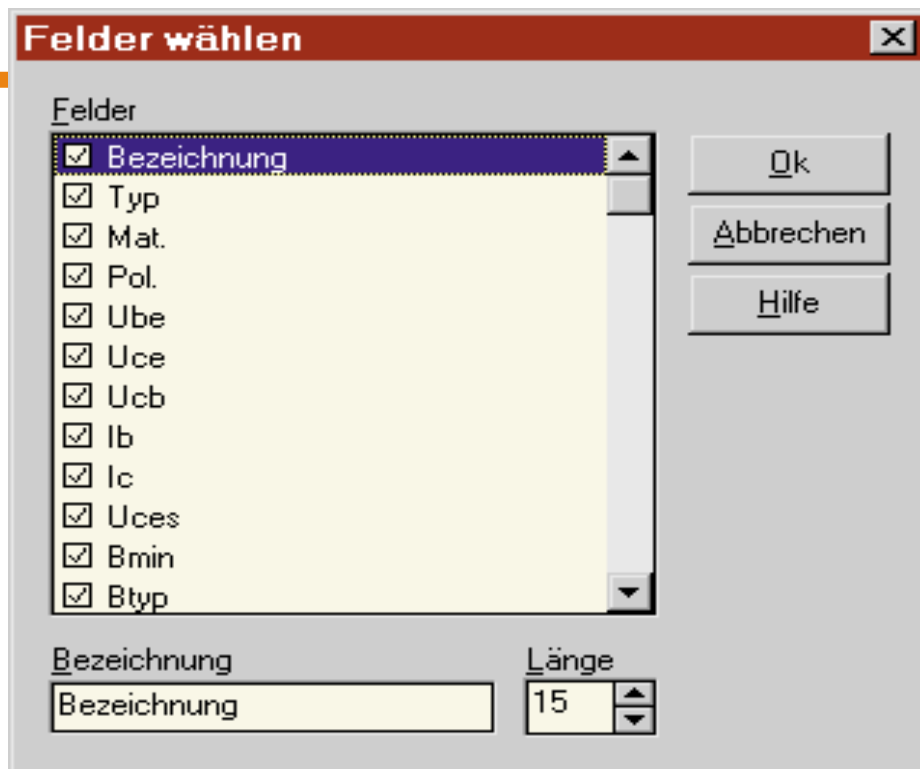 Felder wählen
Felder
Bezeichnung
Typ
Mat.
Pol.
Ube
Uce
Ucb
Ib
Ic
Uces
Bmin
Btyp
Ok
Abbrechen
Hilfe
Bezeichnung
Bezeichnung
Länge
15